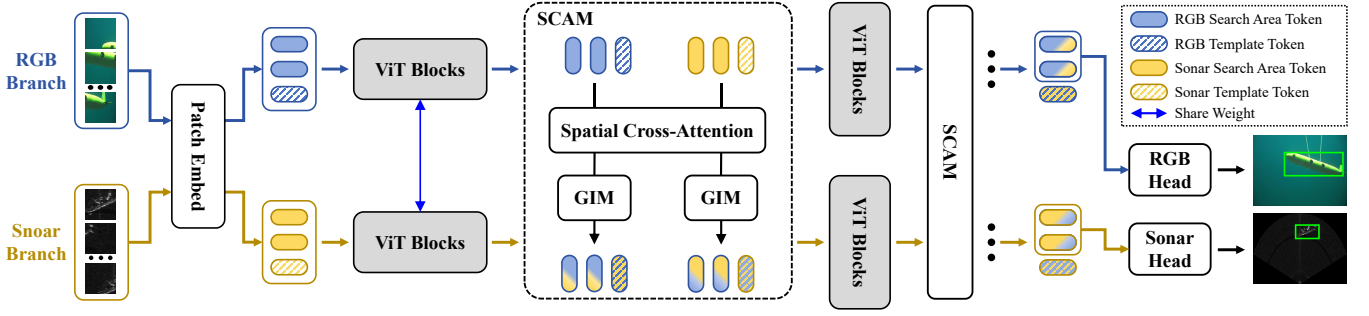 RGB
Branch
Snoar
Branch
Patch Embed
ViT Blocks
ViT Blocks
SCAM
Spatial Cross-Attention
GIM
GIM
ViT Blocks
ViT Blocks
SCAM
RGB Search Area Token
RGB Template Token
Sonar Search Area Token
Sonar Template Token
Share Weight
RGB
Head
Sonar
Head